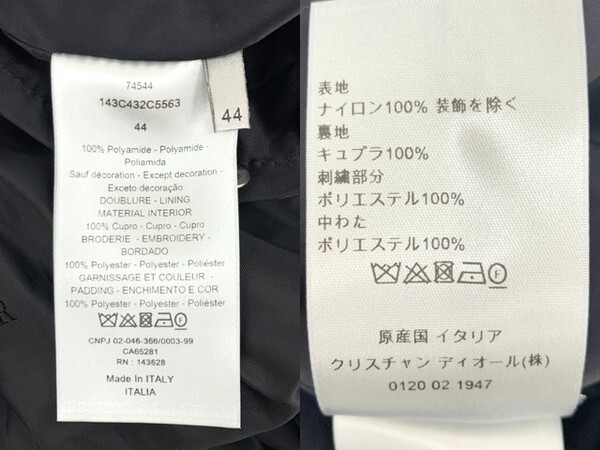 74544
143C432C5563
44
100% Polyamide - Polyamide -
Poliamida
Sauf décoration - Except decoration -
Exceto decoração
DOUBLURE - LINING
MATERIAL INTERIOR
100% Cupro - Cupro - Cupro
BRODERIE - EMBROIDERY -
BORDADO
100% Polyester - Polyester - Poliéster
GARNISSAGE ET COULEUR -
PADDING - ENCHIMENTO E COR
100% Polyester - Polyester - Poliéster
CNPJ 02-046-366/0003-99
CA65281
RN : 143628
Made In ITALY
ITALIA
44
表地
ナイロン100% 装飾を除く
裏地
キュプラ100%
刺繍部分
ポリエステル100%
中わた
ポリエステル100%
原産国 イタリア
クリスチャン ディオール(株)
0120 02 1947